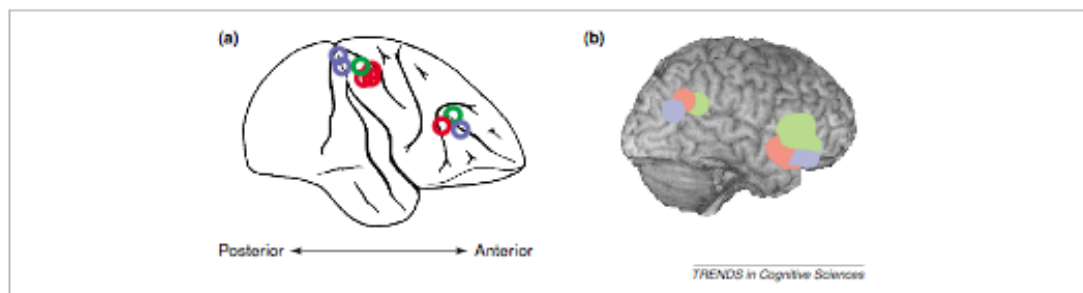 (a)
(b)
Posterior
Anterior
TRENDS in Cognitive Sciences